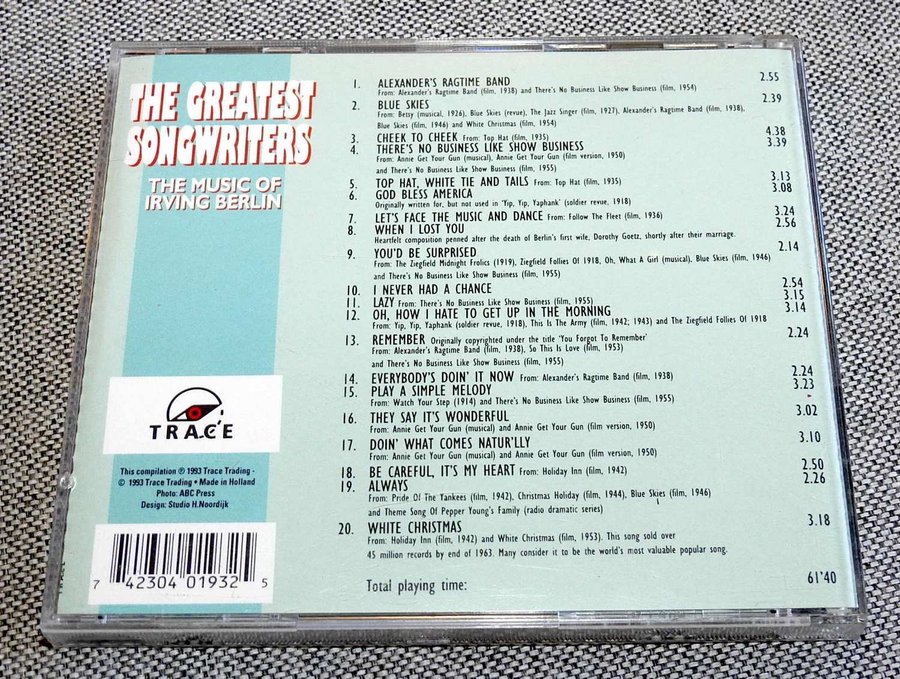 THE GREATEST
SONGWRITERS
THE MUSIC OF
IRVING BERLIN
1. ALEXANDER'S RAGTIME BAND 2.55
From: Alexander's Ragtime Band (film, 1938) and There's No Business Like Show Business (film, 1954)
2. BLUE SKIES 2.39
From: Betsy (musical, 1926), Blue Skies (revue), The Jazz Singer (film, 1927), Alexander's Ragtime Band (film, 1938),
Blue Skies (film, 1946) and White Christmas (film, 1954)
3. CHEEK TO CHEEK From: Top Hat (film, 1935) 4.38
4. THERE'S NO BUSINESS LIKE SHOW BUSINESS 3.39
From: Annie Get Your Gun (musical), Annie Get Your Gun (film version, 1950)
and There's No Business Like Show Business (film, 1955)
5. TOP HAT, WHITE TIE AND TAILS From: Top Hat (film, 1935) 3.13
6. GOD BLESS AMERICA 3.08
Originally written for, but not used in 'Yip, Yip, Yaphank' (soldier revue, 1918)
7. LET'S FACE THE MUSIC AND DANCE From: Follow The Fleet (film, 1936) 3.24
8. WHEN I LOST YOU 2.56
Heartfelt composition penned after the death of Berlin's first wife, Dorothy Goetz, shortly after their marriage.
9. YOU'D BE SURPRISED 2.14
From: The Ziegfield Midnight Frolics (1919), Ziegfield Follies Of 1918, Oh, What A Girl (musical), Blue Skies (film, 1946)
and There's No Business Like Show Business (film, 1955)
10. I NEVER HAD A CHANCE 2.54
11. LAZY From: There's No Business Like Show Business (film, 1955) 3.15
12. OH, HOW I HATE TO GET UP IN THE MORNING 3.14
From: Yip, Yip, Yaphank (soldier revue, 1918), This Is The Army (film, 1942; 1943) and The Ziegfield Follies Of 1918
13. REMEMBER Originally copyrighted under the title 'You Forgot To Remember' 2.24
From: Alexander's Ragtime Band (film, 1938), So This Is Love (film, 1953)
and There's No Business Like Show Business (film, 1955)
14. EVERYBODY'S DOIN' IT NOW From: Alexander's Ragtime Band (film, 1938) 2.24
15. PLAY A SIMPLE MELODY 3.23
From: Watch Your Step (1914) and There's No Business Like Show Business (film, 1955)
16. THEY SAY IT'S WONDERFUL 3.02
From: Annie Get Your Gun (musical) and Annie Get Your Gun (film version, 1950)
17. DOIN' WHAT COMES NATUR'LLY 3.10
From: Annie Get Your Gun (musical) and Annie Get Your Gun (film version, 1950)
18. BE CAREFUL, IT'S MY HEART From: Holiday Inn (film, 1942) 2.50
19. ALWAYS 2.26
From: Pride Of The Yankees (film, 1942), Christmas Holiday (film, 1944), Blue Skies (film, 1946)
and Theme Song of Pepper Young's Family (radio dramatic series)
20. WHITE CHRISTMAS 3.18
From: Holiday Inn (film, 1942) and White Christmas (film, 1953). This song sold over
45 million records by end of 1963. Many consider it to be the world's most valuable popular song.
Total playing time: 61'40
TRACE
This compilation ℗ 1993 Trace Trading -
© 1993 Trace Trading • Made in Holland
Photo: ABC Press
Design: Studio H.Noordijk
7 42304 01932 5